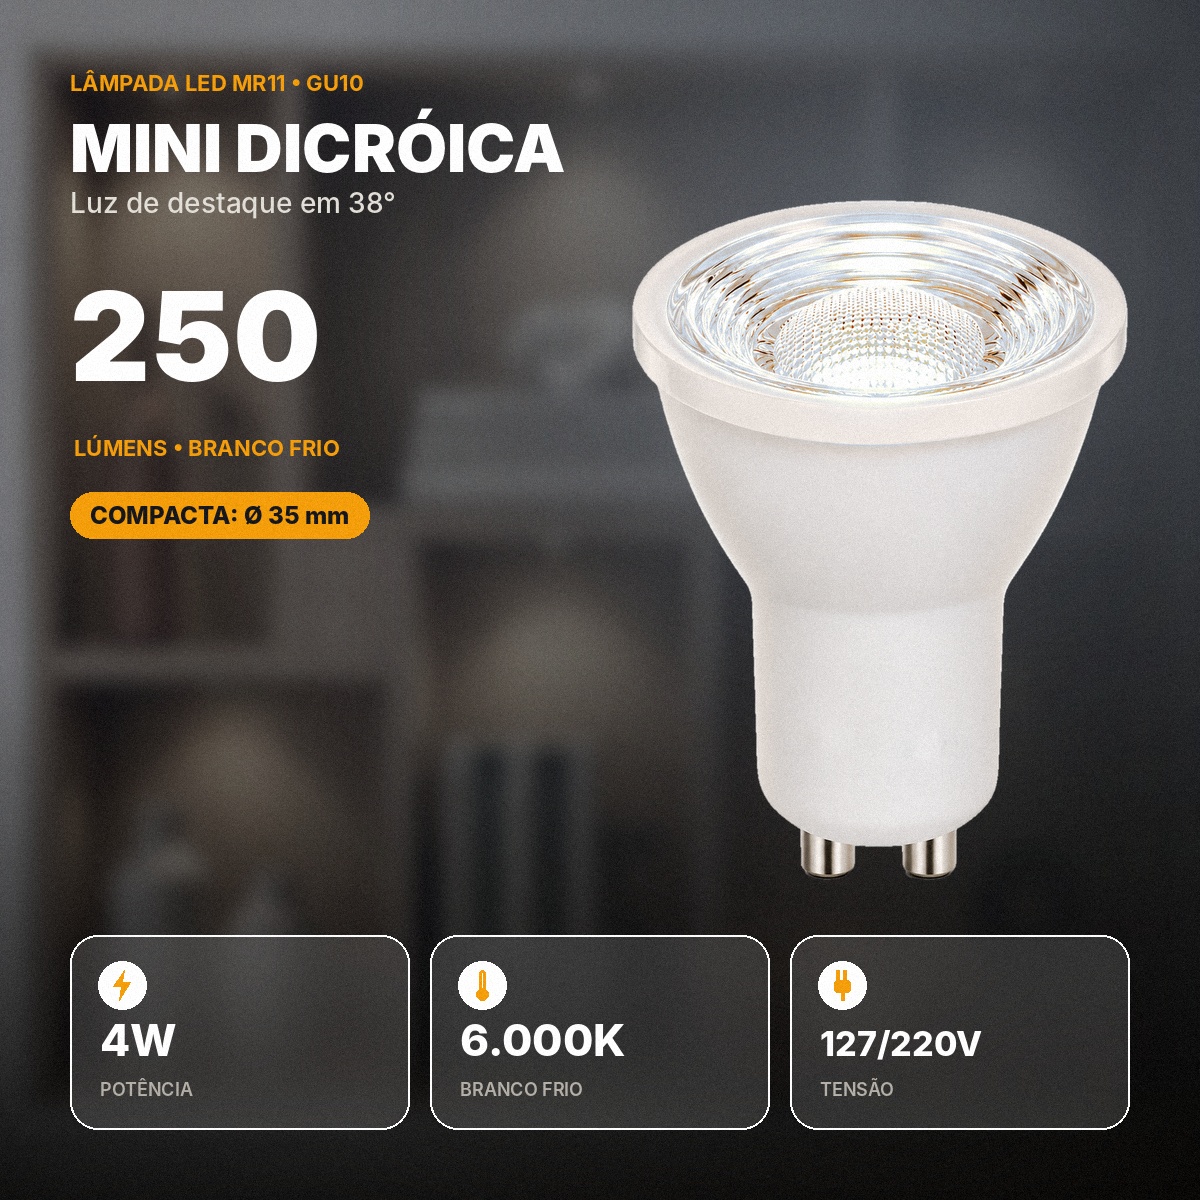 LÂMPADA LED MR11 • GU10
MINI DICRÓICA
Luz de destaque em 38°
250
LÚMENS • BRANCO FRIO
COMPACTA: Ø 35 mm
4W
POTÊNCIA
6.000K
BRANCO FRIO
127/220V
TENSÃO